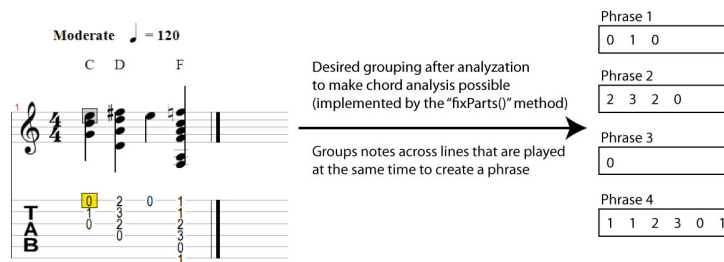 Moderate ♩ = 120
C D F
1
4
4
T
A
B
0 2 0 1
1 3 1
0 2 2
0 3
0
1
Desired grouping after analyzation
to make chord analysis possible
(implemented by the "fixParts()" method)
Groups notes across lines that are played
at the same time to create a phrase
Phrase 1
0 1 0
Phrase 2
2 3 2 0
Phrase 3
0
Phrase 4
1 1 2 3 0 1